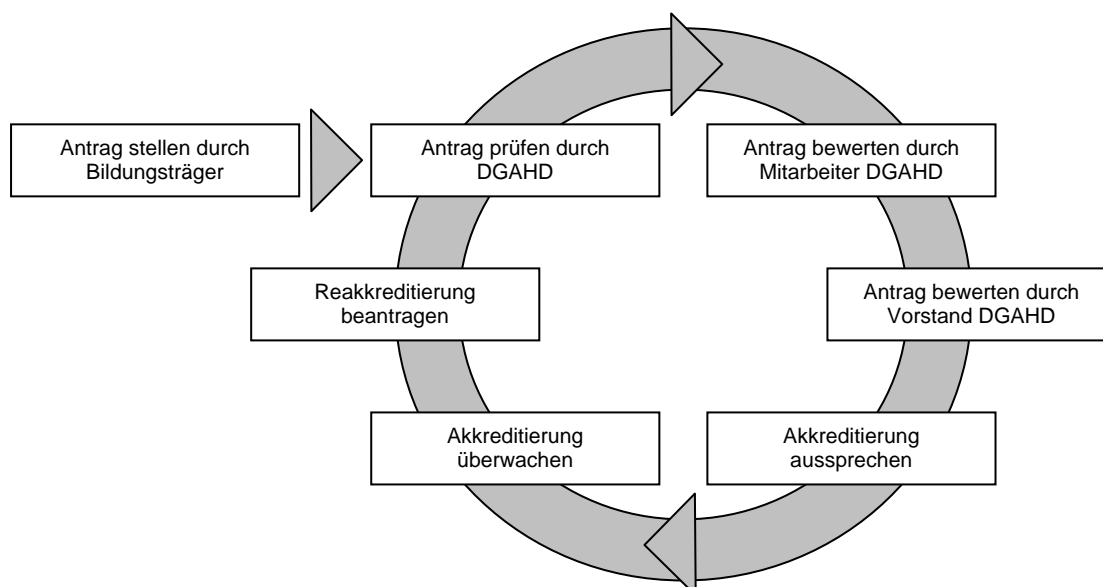 Antrag stellen durch
Bildungsträger
Antrag prüfen durch
DGAHD
Antrag bewerten durch
Mitarbeiter DGAHD
Antrag bewerten durch
Vorstand DGAHD
Akkreditierung
aussprechen
Akkreditierung
überwachen
Reakkreditierung
beantragen